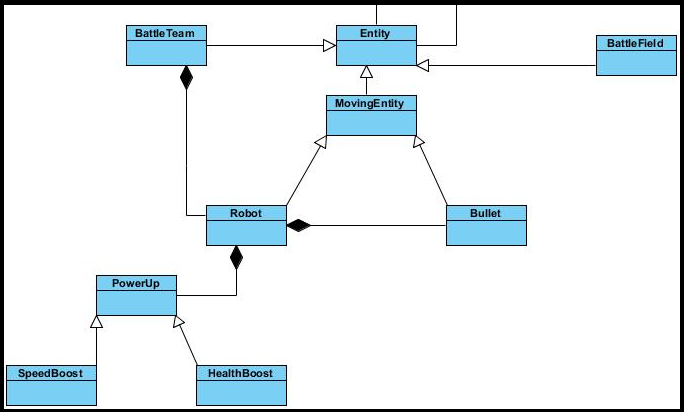 BattleTeam
Entity
BattleField
MovingEntity
Robot
Bullet
PowerUp
SpeedBoost
HealthBoost